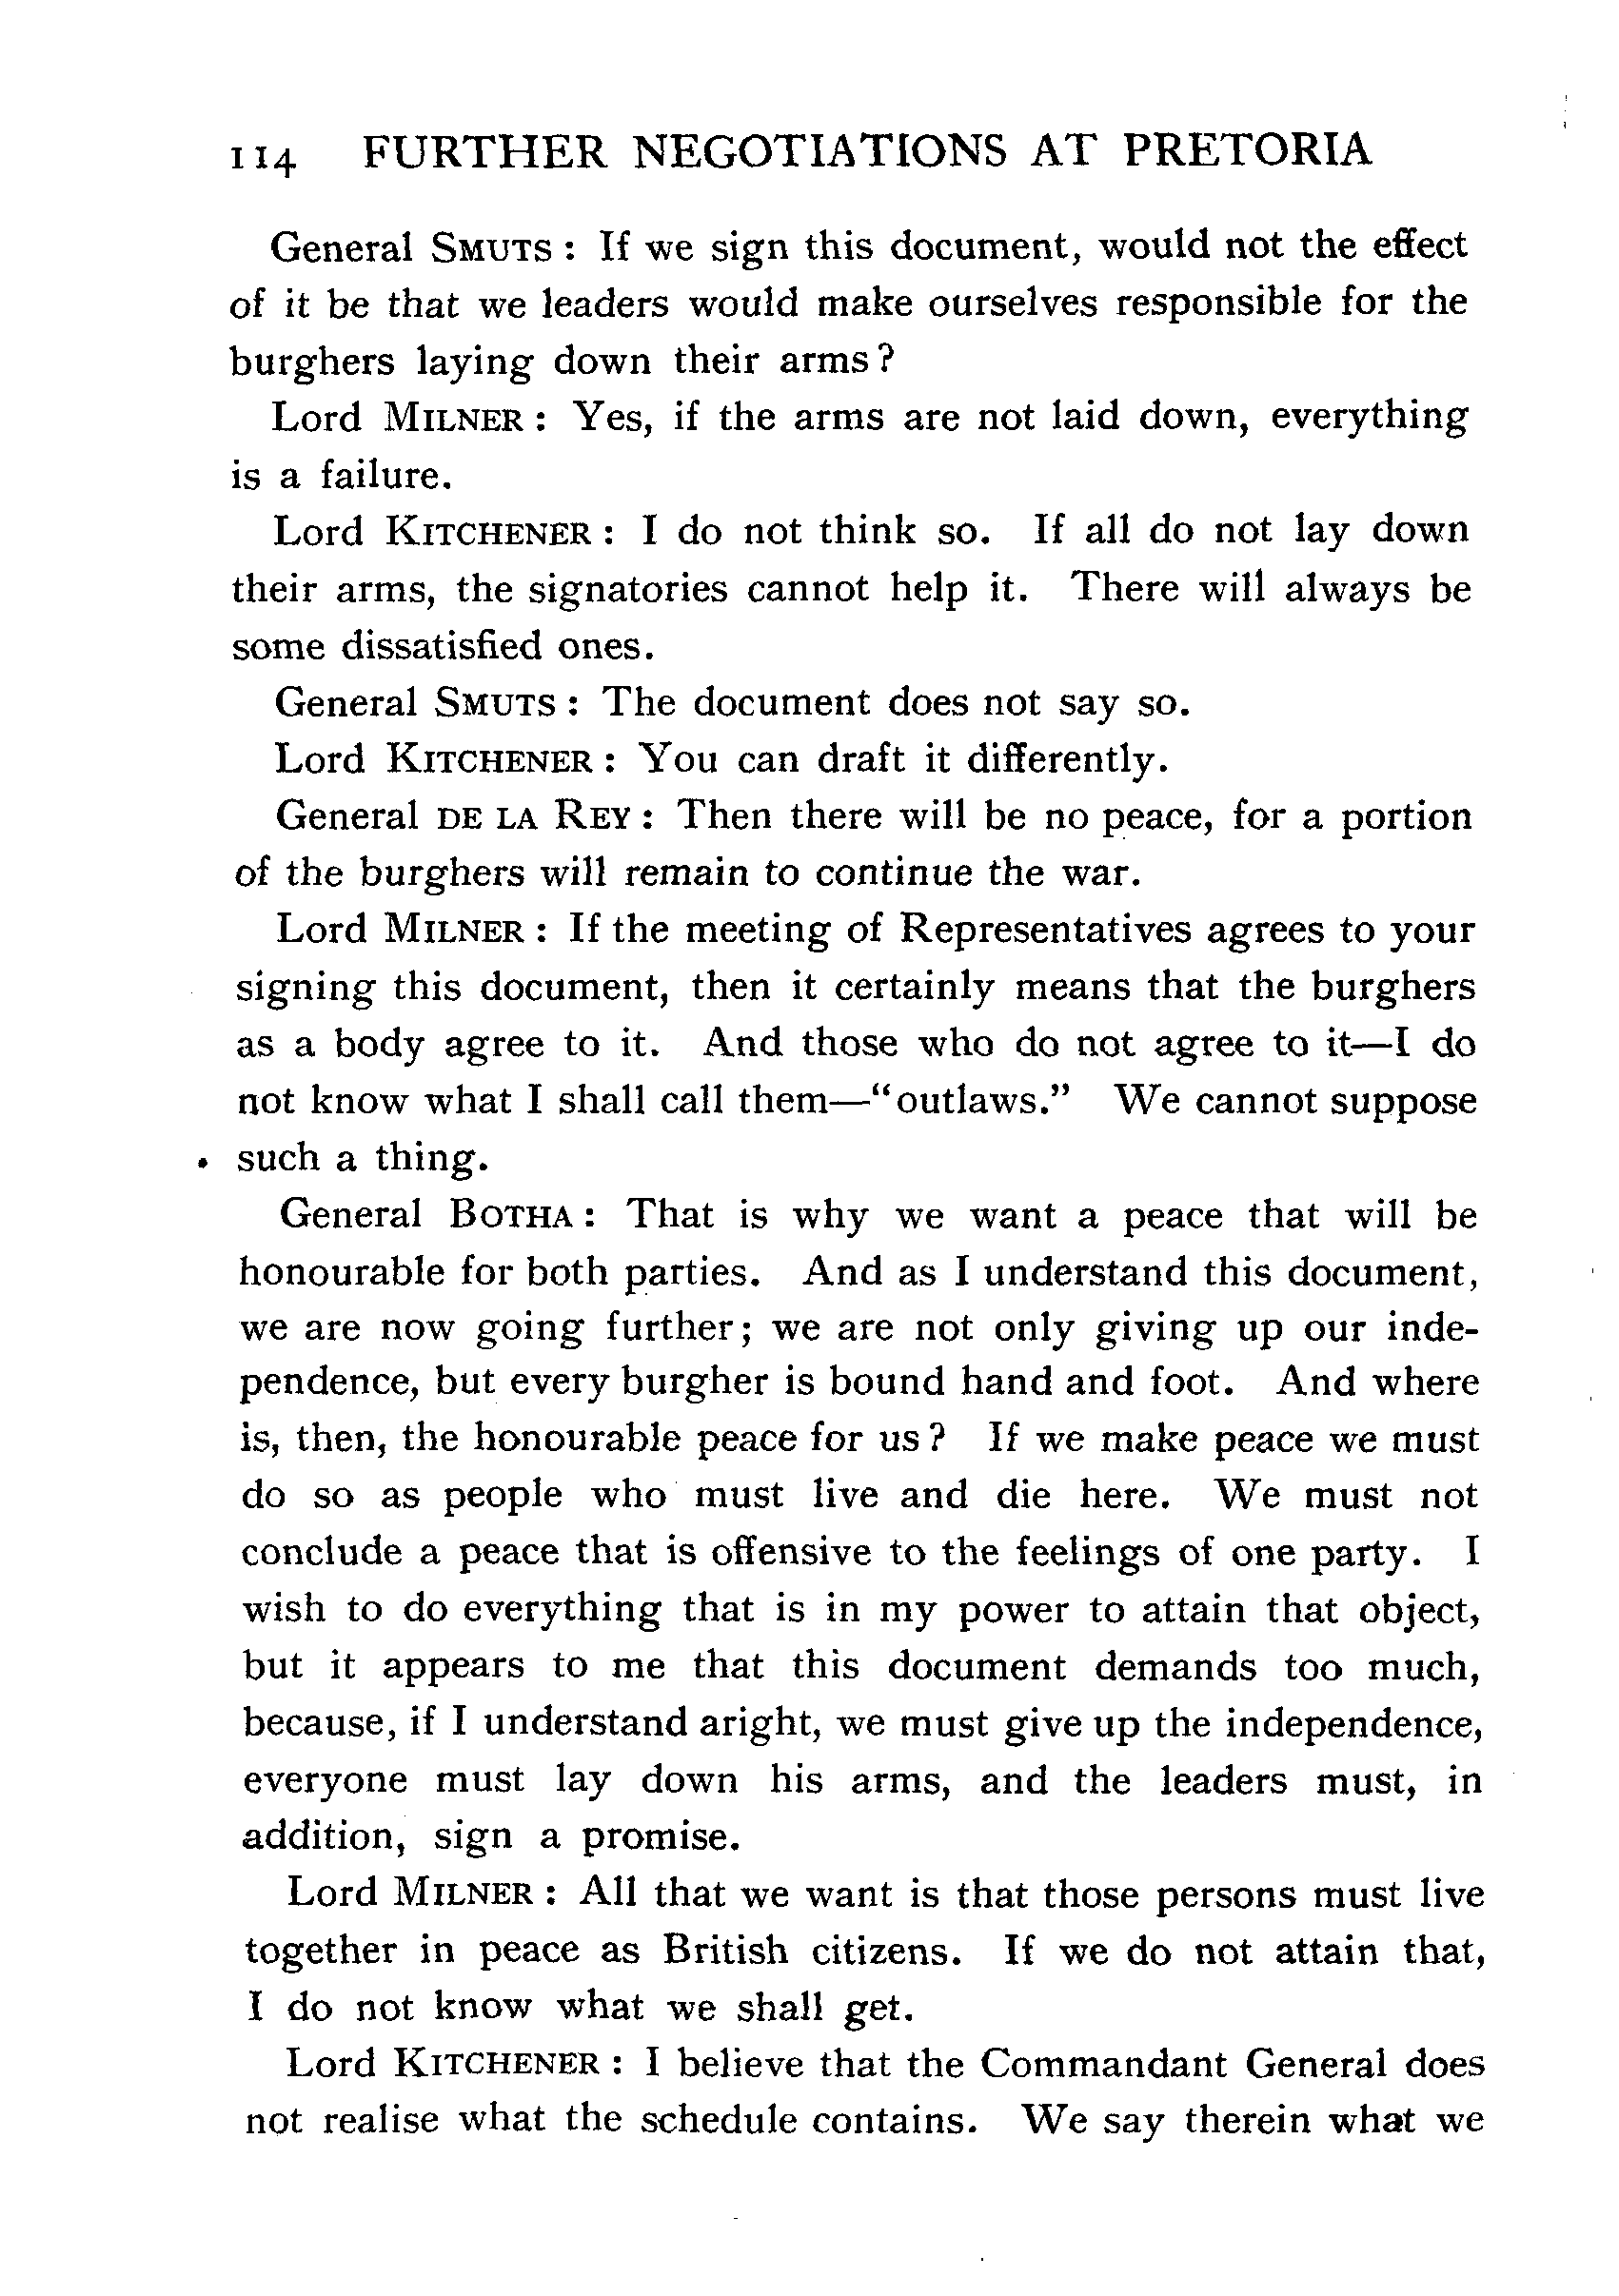 114 FURTHER NEGOTIATIONS AT PRETORIA
General SMUTS : If we sign this document, would not the effect
of it be that we leaders would make ourselves responsible for the
burghers laying down their arms?
Lord MILNER : Yes, if the arms are not laid down, everything
is a failure.
Lord KITCHENER : I do not think so. If all do not lay down
their arms, the signatories cannot help it. There will always be
some dissatisfied ones.
General SMUTS : The document does not say so.
Lord KITCHENER : You can draft it differently.
General DE LA REY : Then there will be no peace, for a portion
of the burghers will remain to continue the war.
Lord MILNER : If the meeting of Representatives agrees to your
signing this document, then it certainly means that the burghers
as a body agree to it. And those who do not agree to it—I do
not know what I shall call them—“outlaws.” We cannot suppose
such a thing.
General BOTHA : That is why we want a peace that will be
honourable for both parties. And as I understand this document,
we are now going further; we are not only giving up our inde-
pendence, but every burgher is bound hand and foot. And where
is, then, the honourable peace for us? If we make peace we must
do so as people who must live and die here. We must not
conclude a peace that is offensive to the feelings of one party. I
wish to do everything that is in my power to attain that object,
but it appears to me that this document demands too much,
because, if I understand aright, we must give up the independence,
everyone must lay down his arms, and the leaders must, in
addition, sign a promise.
Lord MILNER : All that we want is that those persons must live
together in peace as British citizens. If we do not attain that,
I do not know what we shall get.
Lord KITCHENER : I believe that the Commandant General does
not realise what the schedule contains. We say therein what we